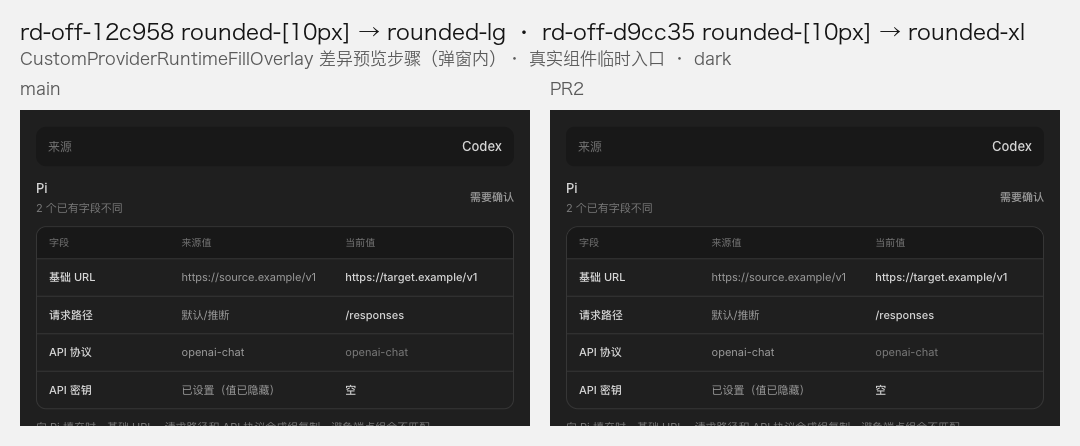 rd-off-12c958 rounded-[10px] → rounded-lg · rd-off-d9cc35 rounded-[10px] → rounded-xl
CustomProviderRuntimeFillOverlay 差异预览步骤（弹窗内）· 真实组件临时入口 · dark
main
来源 Codex
Pi
需要确认
2 个已有字段不同
字段 来源值 当前值
基础 URL https://source.example/v1 https://target.example/v1
请求路径 默认/推断 /responses
API 协议 openai-chat openai-chat
API 密钥 已设置（值已隐藏） 空
PR2
来源 Codex
Pi
需要确认
2 个已有字段不同
字段 来源值 当前值
基础 URL https://source.example/v1 https://target.example/v1
请求路径 默认/推断 /responses
API 协议 openai-chat openai-chat
API 密钥 已设置（值已隐藏） 空